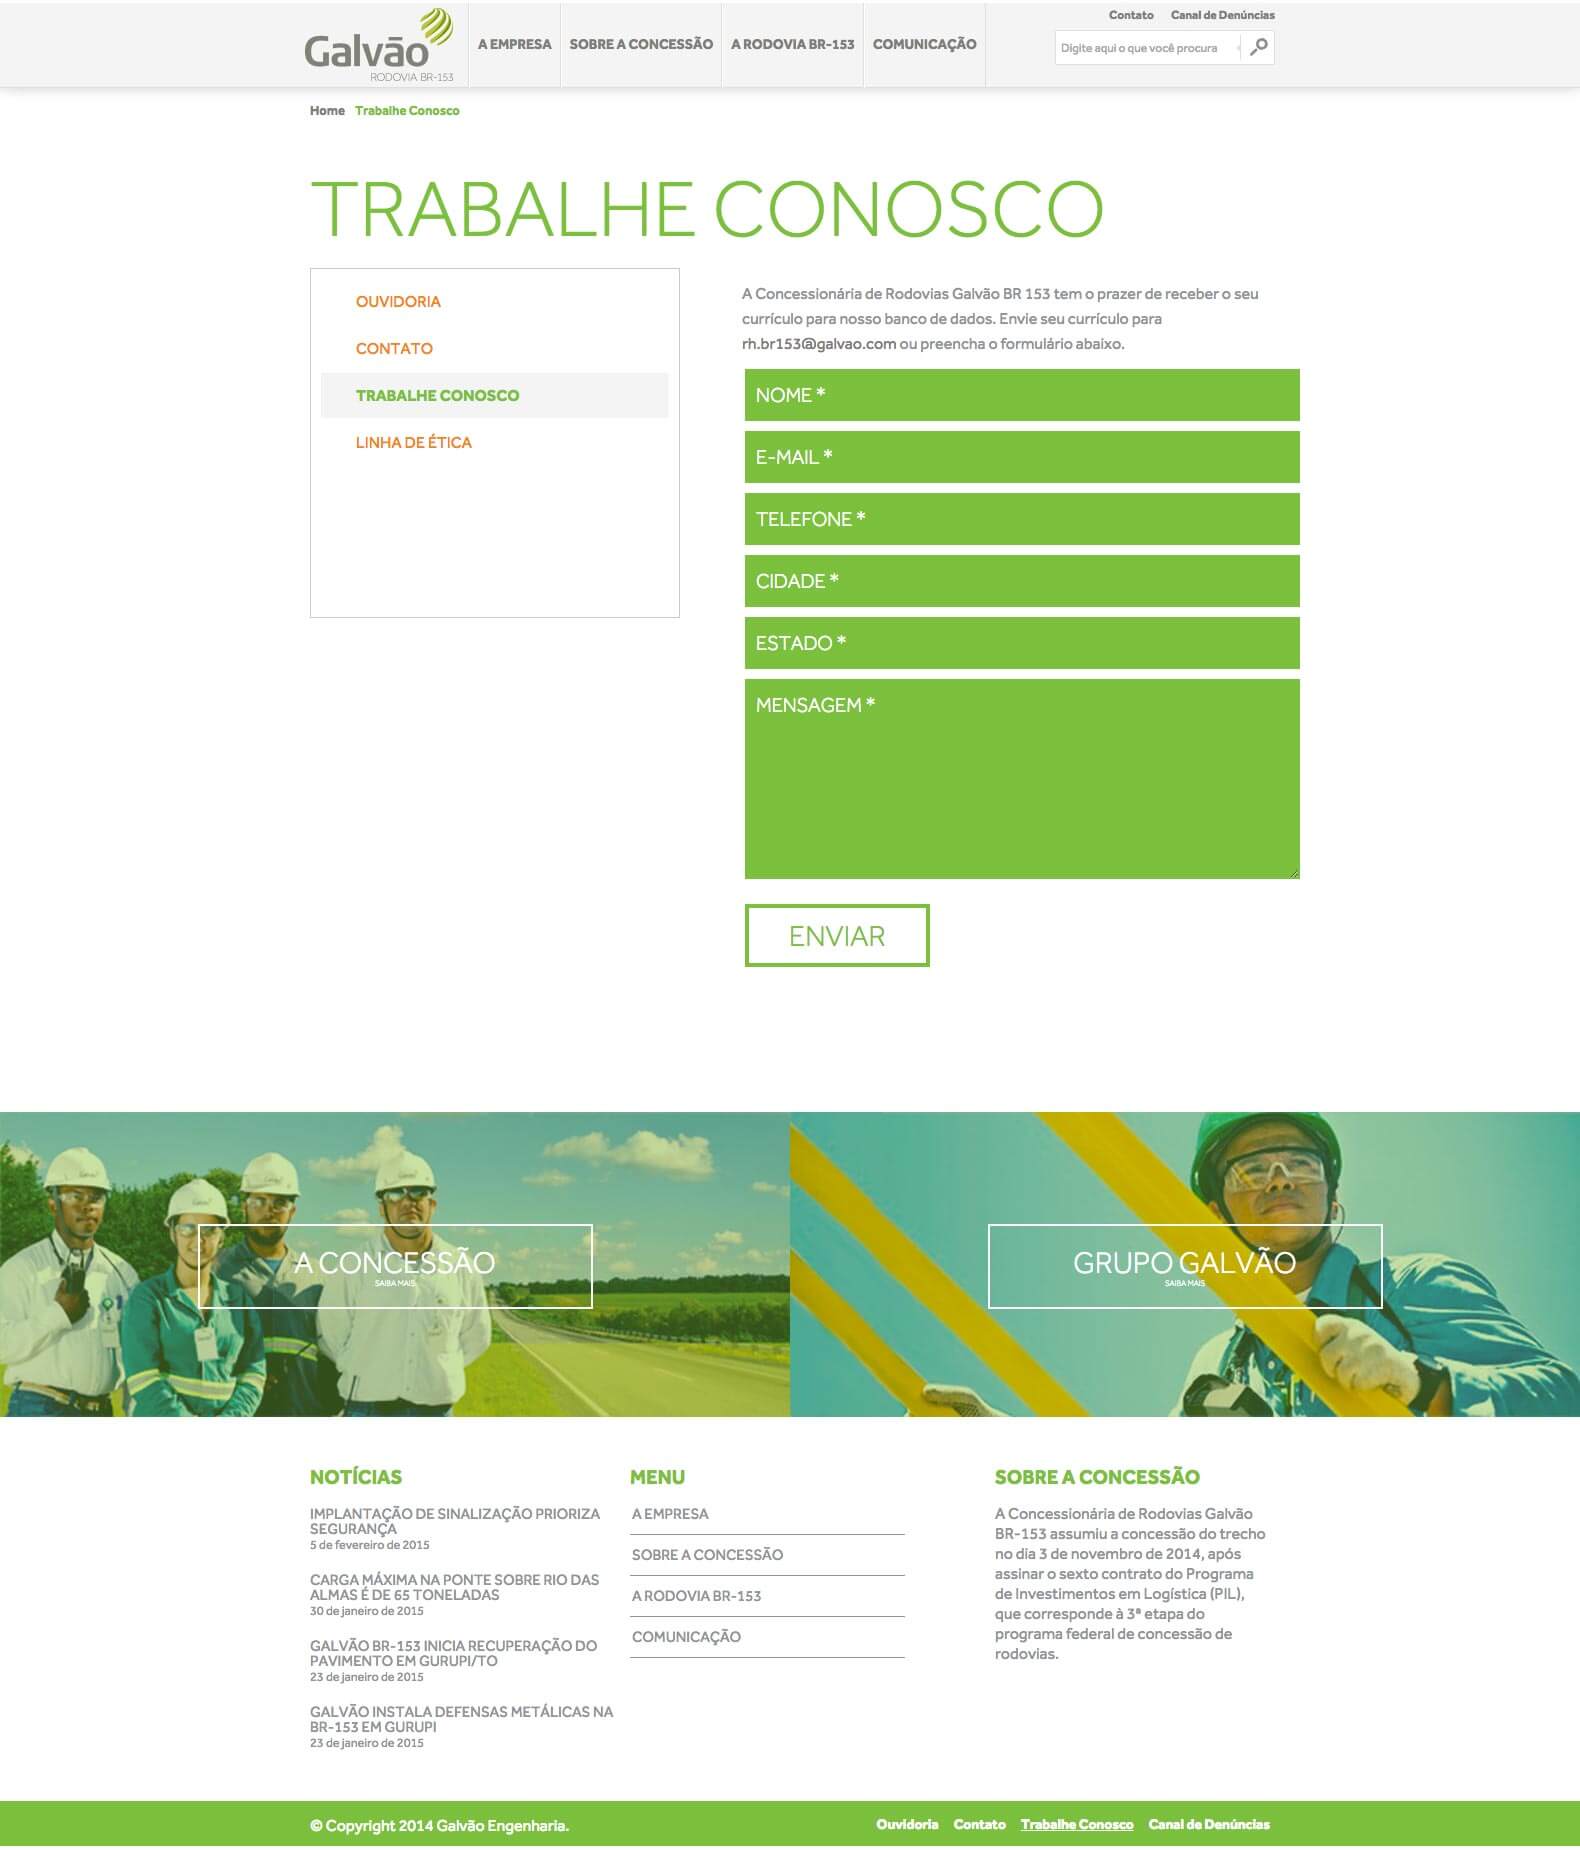 Galvão
RODOVIA BR-153
A EMPRESA
SOBRE A CONCESSÃO
A RODOVIA BR-153
COMUNICAÇÃO
Contato
Canal de Denúncias
Digite aqui o que você procura
Home
Trabalhe Conosco
TRABALHE CONOSCO
OUVIDORIA
CONTATO
TRABALHE CONOSCO
LINHA DE ÉTICA
A Concessionária de Rodovias Galvão BR 153 tem o prazer de receber o seu
currículo para nosso banco de dados. Envie seu currículo para
rh.br153@galvao.com ou preencha o formulário abaixo.
NOME *
E-MAIL *
TELEFONE *
CIDADE *
ESTADO *
MENSAGEM *
ENVIAR
A CONCESSÃO
SAIBA MAIS
GRUPO GALVÃO
SAIBA MAIS
NOTÍCIAS
IMPLANTAÇÃO DE SINALIZAÇÃO PRIORIZA
SEGURANÇA
5 de fevereiro de 2015
CARGA MÁXIMA NA PONTE SOBRE RIO DAS
ALMAS É DE 65 TONELADAS
30 de janeiro de 2015
GALVÃO BR-153 INICIA RECUPERAÇÃO DO
PAVIMENTO EM GURUPI/TO
23 de janeiro de 2015
GALVÃO INSTALA DEFENSAS METÁLICAS NA
BR-153 EM GURUPI
23 de janeiro de 2015
MENU
A EMPRESA
SOBRE A CONCESSÃO
A RODOVIA BR-153
COMUNICAÇÃO
SOBRE A CONCESSÃO
A Concessionária de Rodovias Galvão
BR-153 assumiu a concessão do trecho
no dia 3 de novembro de 2014, após
assinar o sexto contrato do Programa
de Investimentos em Logística (PIL),
que corresponde à 3ª etapa do
programa federal de concessão de
rodovias.
© Copyright 2014 Galvão Engenharia.
Ouvidoria
Contato
Trabalhe Conosco
Canal de Denúncias